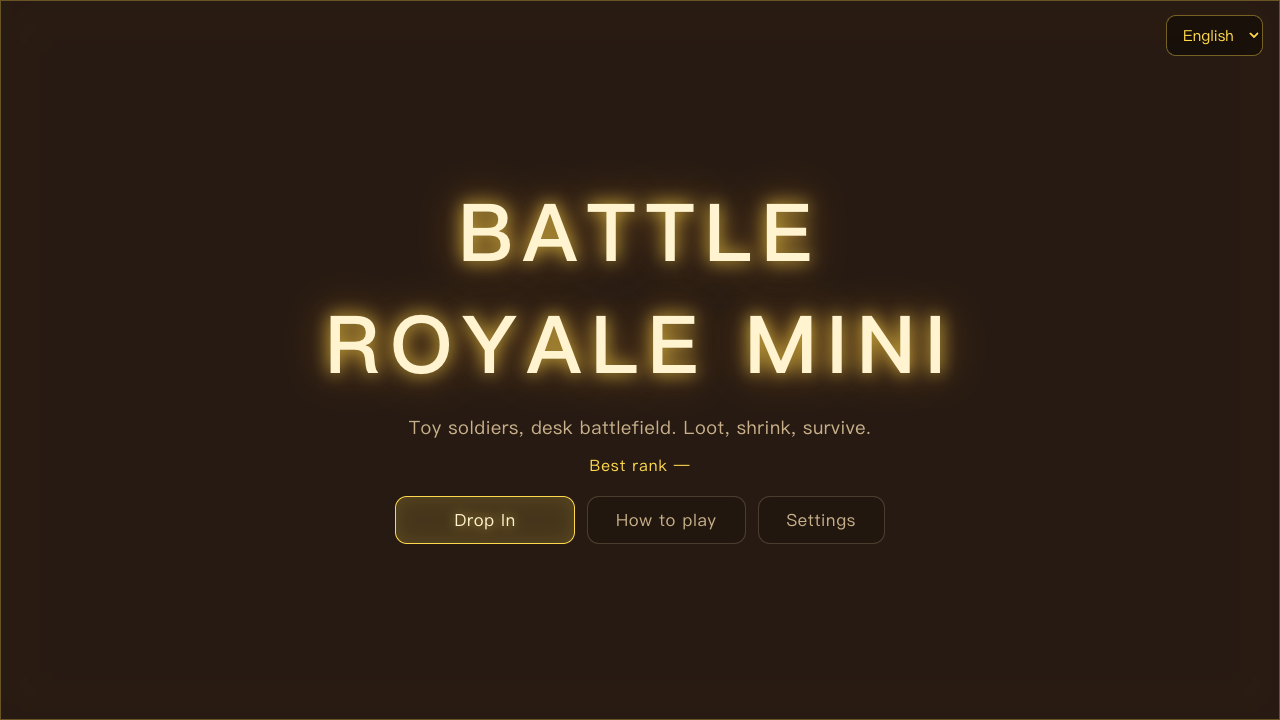 English
BATTLE
ROYALE MINI
Toy soldiers, desk battlefield. Loot, shrink, survive.
Best rank —
Drop In
How to play
Settings